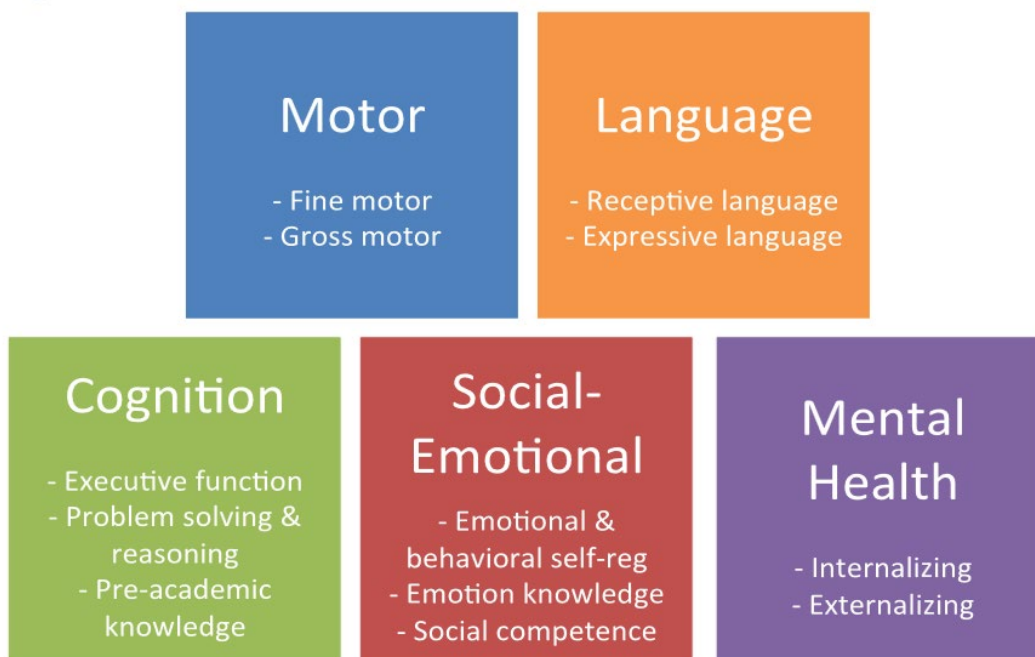 Motor
- Fine motor
- Gross motor
Language
- Receptive language
- Expressive language
Cognition
- Executive function
- Problem solving &
reasoning
- Pre-academic
knowledge
Social-
Emotional
- Emotional &
behavioral self-reg
- Emotion knowledge
- Social competence
Mental
Health
- Internalizing
- Externalizing